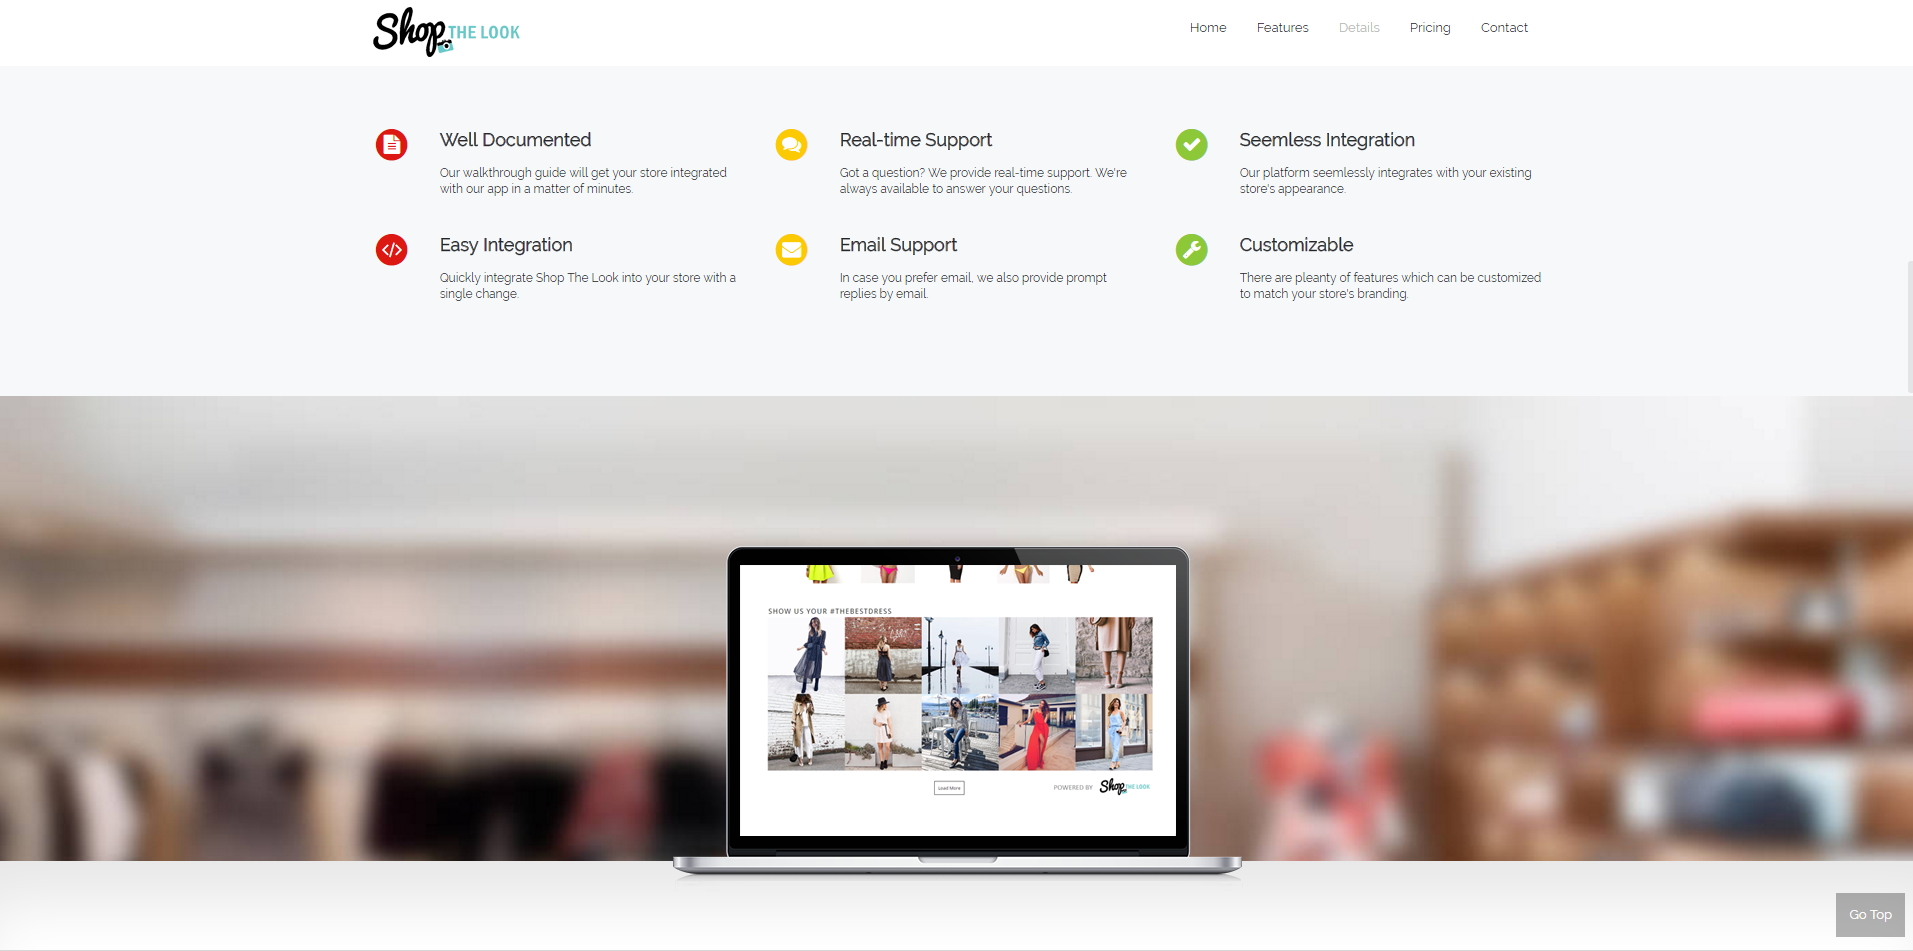 Shop THE LOOK
Home Features Details Pricing Contact
Well Documented
Our walkthrough guide will get your store integrated
with our app in a matter of minutes.
Real-time Support
Got a question? We provide real-time support. We're
always available to answer your questions.
Seemless Integration
Our platform seemlessly integrates with your existing
store's appearance.
Easy Integration
Quickly integrate Shop The Look into your store with a
single change.
Email Support
In case you prefer email, we also provide prompt
replies by email.
Customizable
There are pleanty of features which can be customized
to match your store's branding.
SHOW US YOUR #THEBESTDRESS
Load More
POWERED BY Shop THE LOOK
Go Top